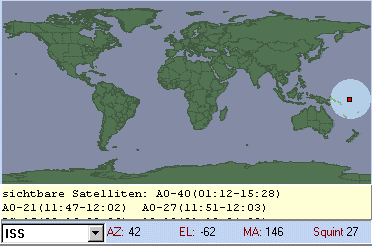 sichtbare Satelliten: AO-40(01:12-15:28)
AO-21(11:47-12:02) AO-27(11:51-12:03)
ISS AZ: 42 EL: -62 MA: 146 Squint 27